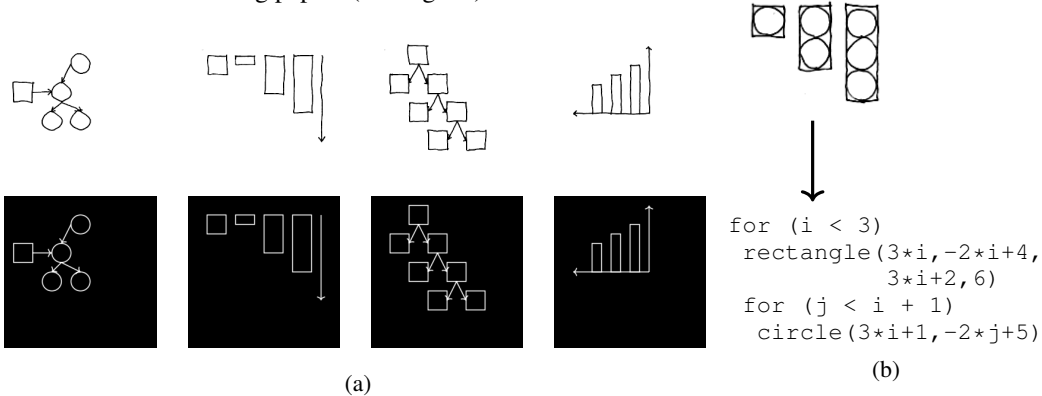 for (i < 3)
rectangle(3*i,-2*i+4,
3*i+2,6)
for (j < i + 1)
circle(3*i+1,-2*j+5)
(a)
(b)